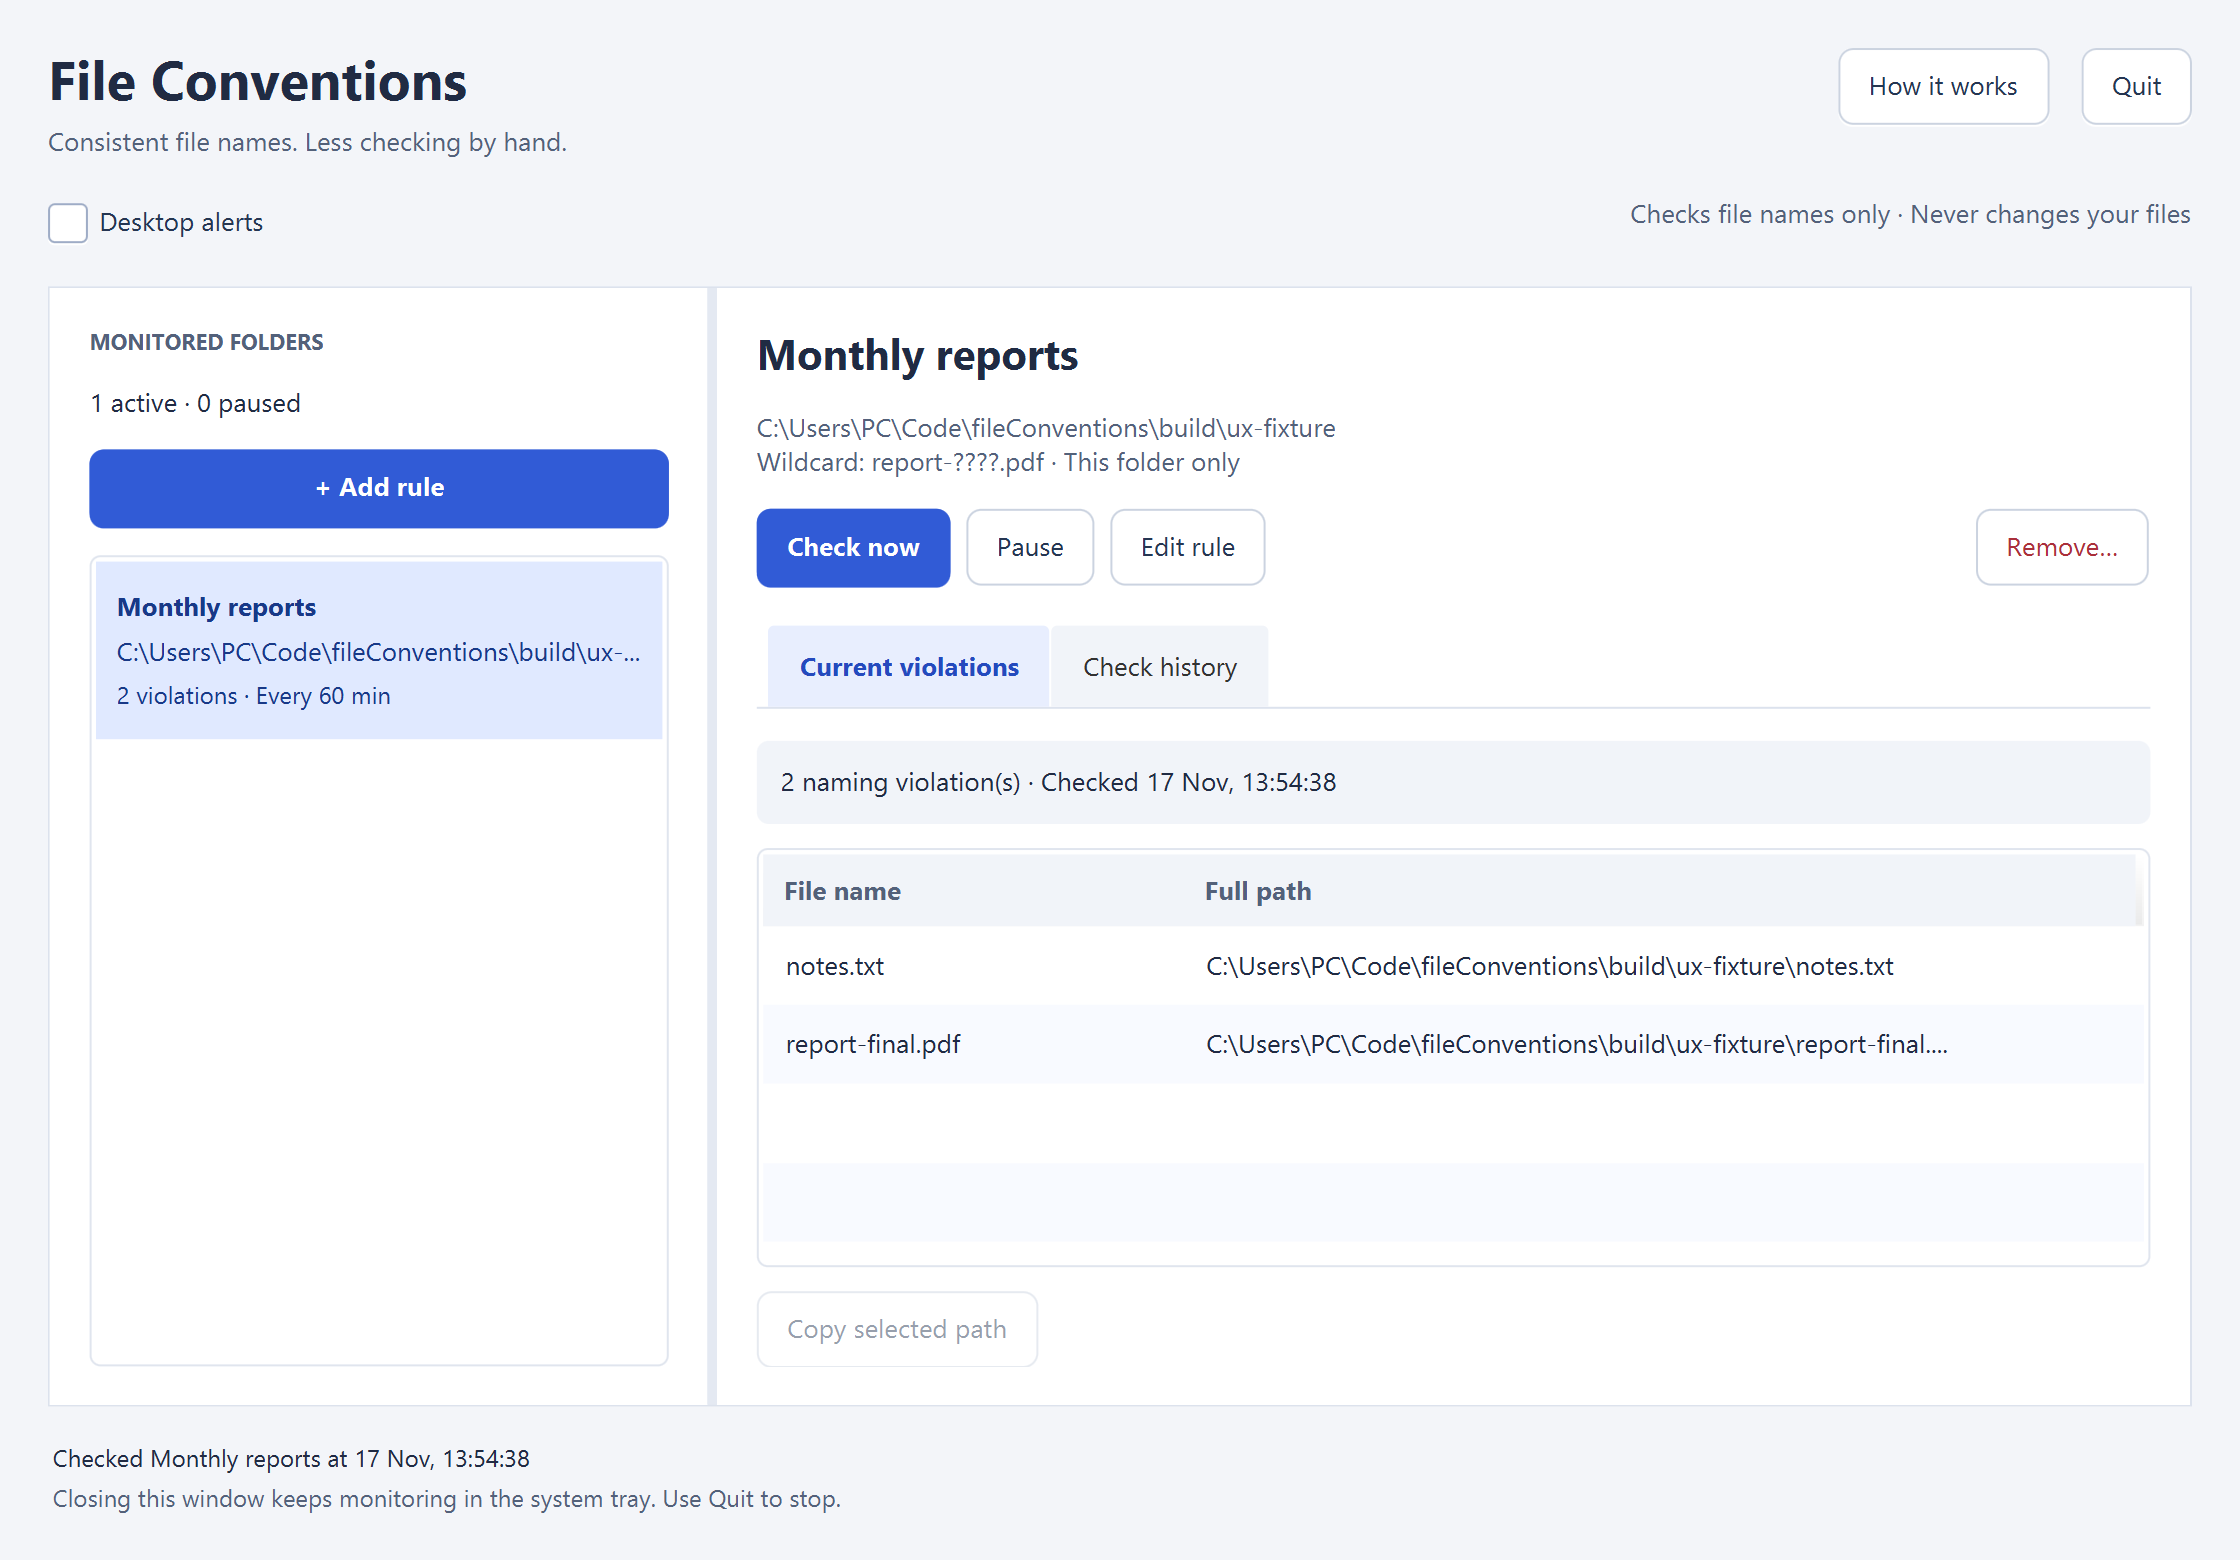 File Conventions
How it works
Quit
Consistent file names. Less checking by hand.
Desktop alerts
Checks file names only · Never changes your files
MONITORED FOLDERS
1 active · 0 paused
+ Add rule
Monthly reports
C:\Users\PC\Code\fileConventions\build\ux-...
2 violations · Every 60 min
Monthly reports
C:\Users\PC\Code\fileConventions\build\ux-fixture
Wildcard: report-????.pdf · This folder only
Check now
Pause
Edit rule
Remove...
Current violations
Check history
2 naming violation(s) · Checked 17 Nov, 13:54:38
File name
Full path
notes.txt
C:\Users\PC\Code\fileConventions\build\ux-fixture\notes.txt
report-final.pdf
C:\Users\PC\Code\fileConventions\build\ux-fixture\report-final....
Copy selected path
Checked Monthly reports at 17 Nov, 13:54:38
Closing this window keeps monitoring in the system tray. Use Quit to stop.